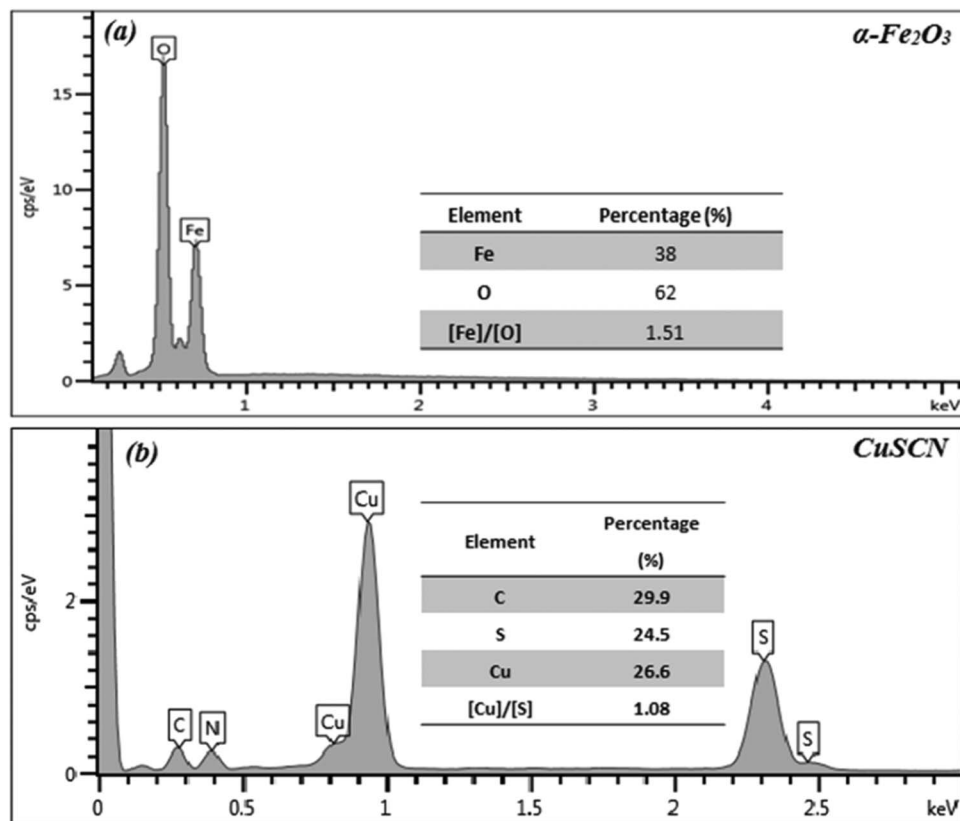 (a)
α-Fe₂O₃
O
Fe
15
10
5
0
cps/eV
1
2
3
4
keV
Element Percentage (%)
Fe 38
O 62
[Fe]/[O] 1.51
(b)
CuSCN
Cu
Cu
C
N
S
S
2
0
cps/eV
0
0.5
1
1.5
2
2.5
keV
Element Percentage
(%)
C 29.9
S 24.5
Cu 26.6
[Cu]/[S] 1.08